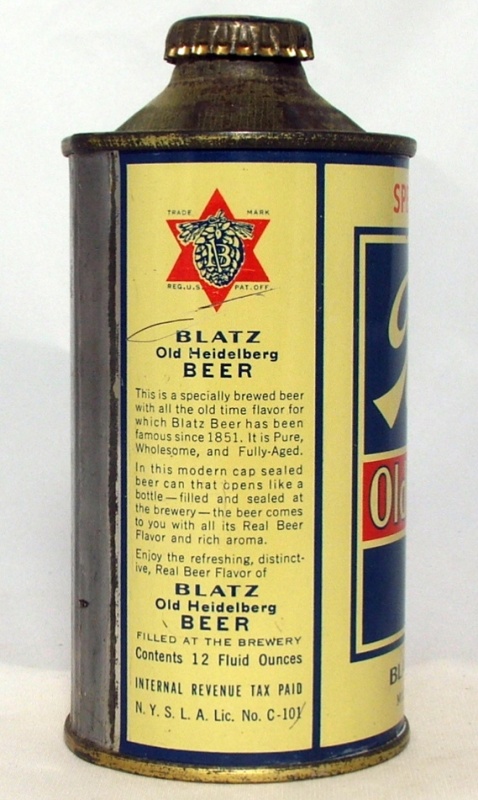 TRADE MARK
B
REG.U.S. PAT.OFF.
BLATZ
Old Heidelberg
BEER
This is a specially brewed beer
with all the old time flavor for
which Blatz Beer has been
famous since 1851. It is Pure,
Wholesome, and Fully-Aged.
In this modern cap sealed
beer can that opens like a
bottle—filled and sealed at
the brewery—the beer comes
to you with all its Real Beer
Flavor and rich aroma.
Enjoy the refreshing, distinct-
ive, Real Beer Flavor of
BLATZ
Old Heidelberg
BEER
FILLED AT THE BREWERY
Contents 12 Fluid Ounces
INTERNAL REVENUE TAX PAID
N.Y.S.L.A. Lic. No. C-101
SP
Old
BL